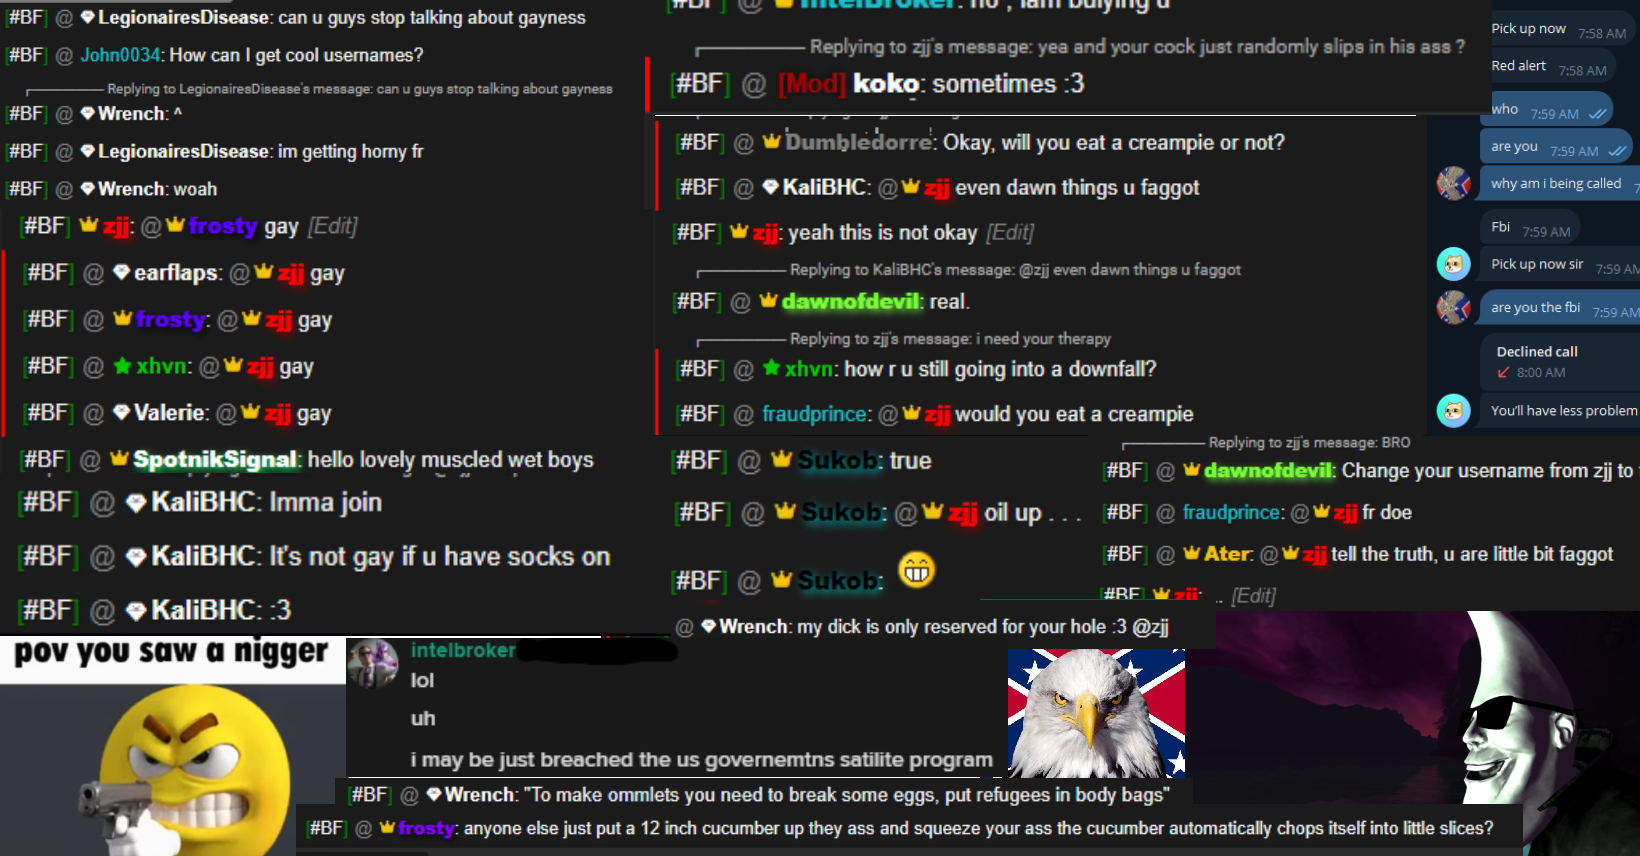 [#BF] @ LegionairesDisease: can u guys stop talking about gayness
[#BF] @ John0034: How can I get cool usernames?
Replying to LegionairesDisease's message: can u guys stop talking about gayness
[#BF] @ Wrench: ^
[#BF] @ LegionairesDisease: im getting horny fr
[#BF] @ Wrench: woah
[#BF] zjj: @ frosty gay [Edit]
[#BF] @ earflaps: @ zjj gay
[#BF] @ frosty: @ zjj gay
[#BF] @ xhvn: @ zjj gay
[#BF] @ Valerie: @ zjj gay
[#BF] @ SpotnikSignal: hello lovely muscled wet boys
[#BF] @ KaliBHC: Imma join
[#BF] @ KaliBHC: It's not gay if u have socks on
[#BF] @ KaliBHC: :3
[#BF] @ IntelBroker: no , iam bulying u
Replying to zjj's message: yea and your cock just randomly slips in his ass ?
[#BF] @ [Mod] koko: sometimes :3
[#BF] @ Dumbledorre: Okay, will you eat a creampie or not?
[#BF] @ KaliBHC: @ zjj even dawn things u faggot
[#BF] zjj: yeah this is not okay [Edit]
Replying to KaliBHC's message: @zjj even dawn things u faggot
[#BF] @ dawnofdevil: real.
Replying to zjj's message: i need your therapy
[#BF] @ xhvn: how r u still going into a downfall?
[#BF] @ fraudprince: @ zjj would you eat a creampie
[#BF] @ Sukob: true
[#BF] @ Sukob: @ zjj oil up . . .
[#BF] @ Sukob:
@ Wrench: my dick is only reserved for your hole :3 @zjj
Replying to zjj's message: BRO
[#BF] @ dawnofdevil: Change your username from zjj to
[#BF] @ fraudprince: @ zjj fr doe
[#BF] @ Ater: @ zjj tell the truth, u are little bit faggot
[#BF] zjj: .. [Edit]
Pick up now 7:58 AM
Red alert 7:58 AM
who 7:59 AM
are you 7:59 AM
why am i being called 7
Fbi 7:59 AM
Pick up now sir 7:59 AM
are you the fbi 7:59 AM
Declined call
8:00 AM
You'll have less problem
pov you saw a nigger
intelbroker
lol
uh
i may be just breached the us governemtns satilite program
[#BF] @ Wrench: "To make ommlets you need to break some eggs, put refugees in body bags"
[#BF] @ frosty: anyone else just put a 12 inch cucumber up they ass and squeeze your ass the cucumber automatically chops itself into little slices?